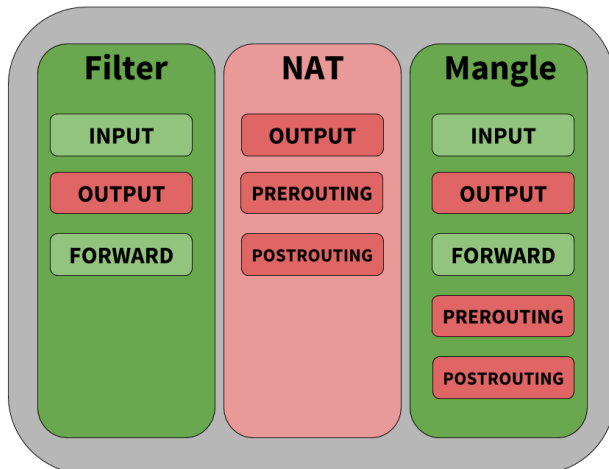 Filter
INPUT
OUTPUT
FORWARD
NAT
OUTPUT
PREROUTING
POSTROUTING
Mangle
INPUT
OUTPUT
FORWARD
PREROUTING
POSTROUTING